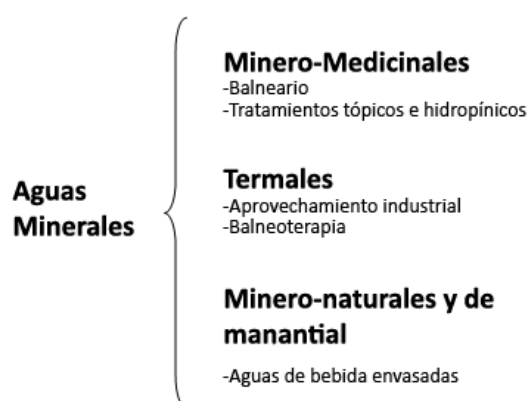 Minero-Medicinales
-Balneario
-Tratamientos tópicos e hidropínicos
Aguas
Minerales
Termales
-Aprovechamiento industrial
-Balneoterapia
Minero-naturales y de
manantial
-Aguas de bebida envasadas